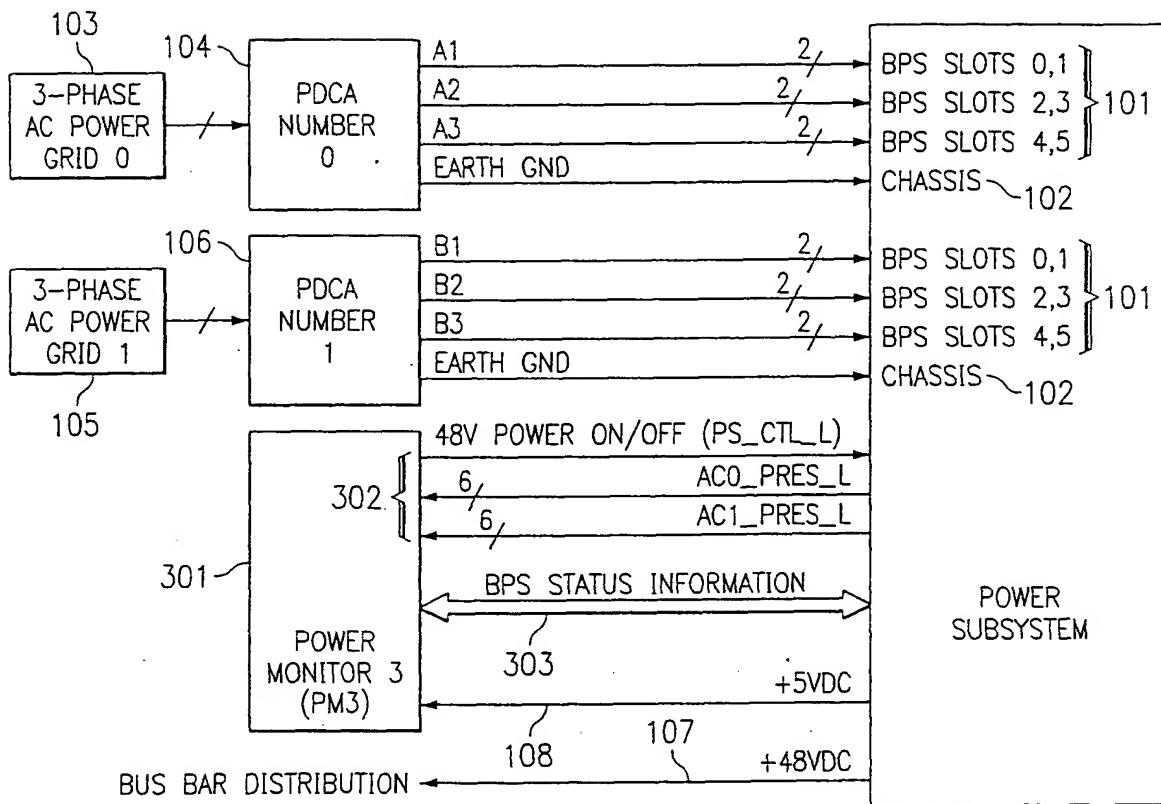 103
3-PHASE
AC POWER
GRID 0
104
PDCA
NUMBER
0
A1
2
BPS SLOTS 0,1
A2
2
BPS SLOTS 2,3
101
A3
2
BPS SLOTS 4,5
EARTH GND
CHASSIS
102
106
3-PHASE
AC POWER
GRID 1
105
PDCA
NUMBER
1
B1
2
BPS SLOTS 0,1
B2
2
BPS SLOTS 2,3
101
B3
2
BPS SLOTS 4,5
EARTH GND
CHASSIS
102
48V POWER ON/OFF (PS_CTL_L)
302
6
AC0_PRES_L
6
AC1_PRES_L
301
BPS STATUS INFORMATION
303
POWER
MONITOR 3
(PM3)
POWER
SUBSYSTEM
+5VDC
108
107
+48VDC
BUS BAR DISTRIBUTION